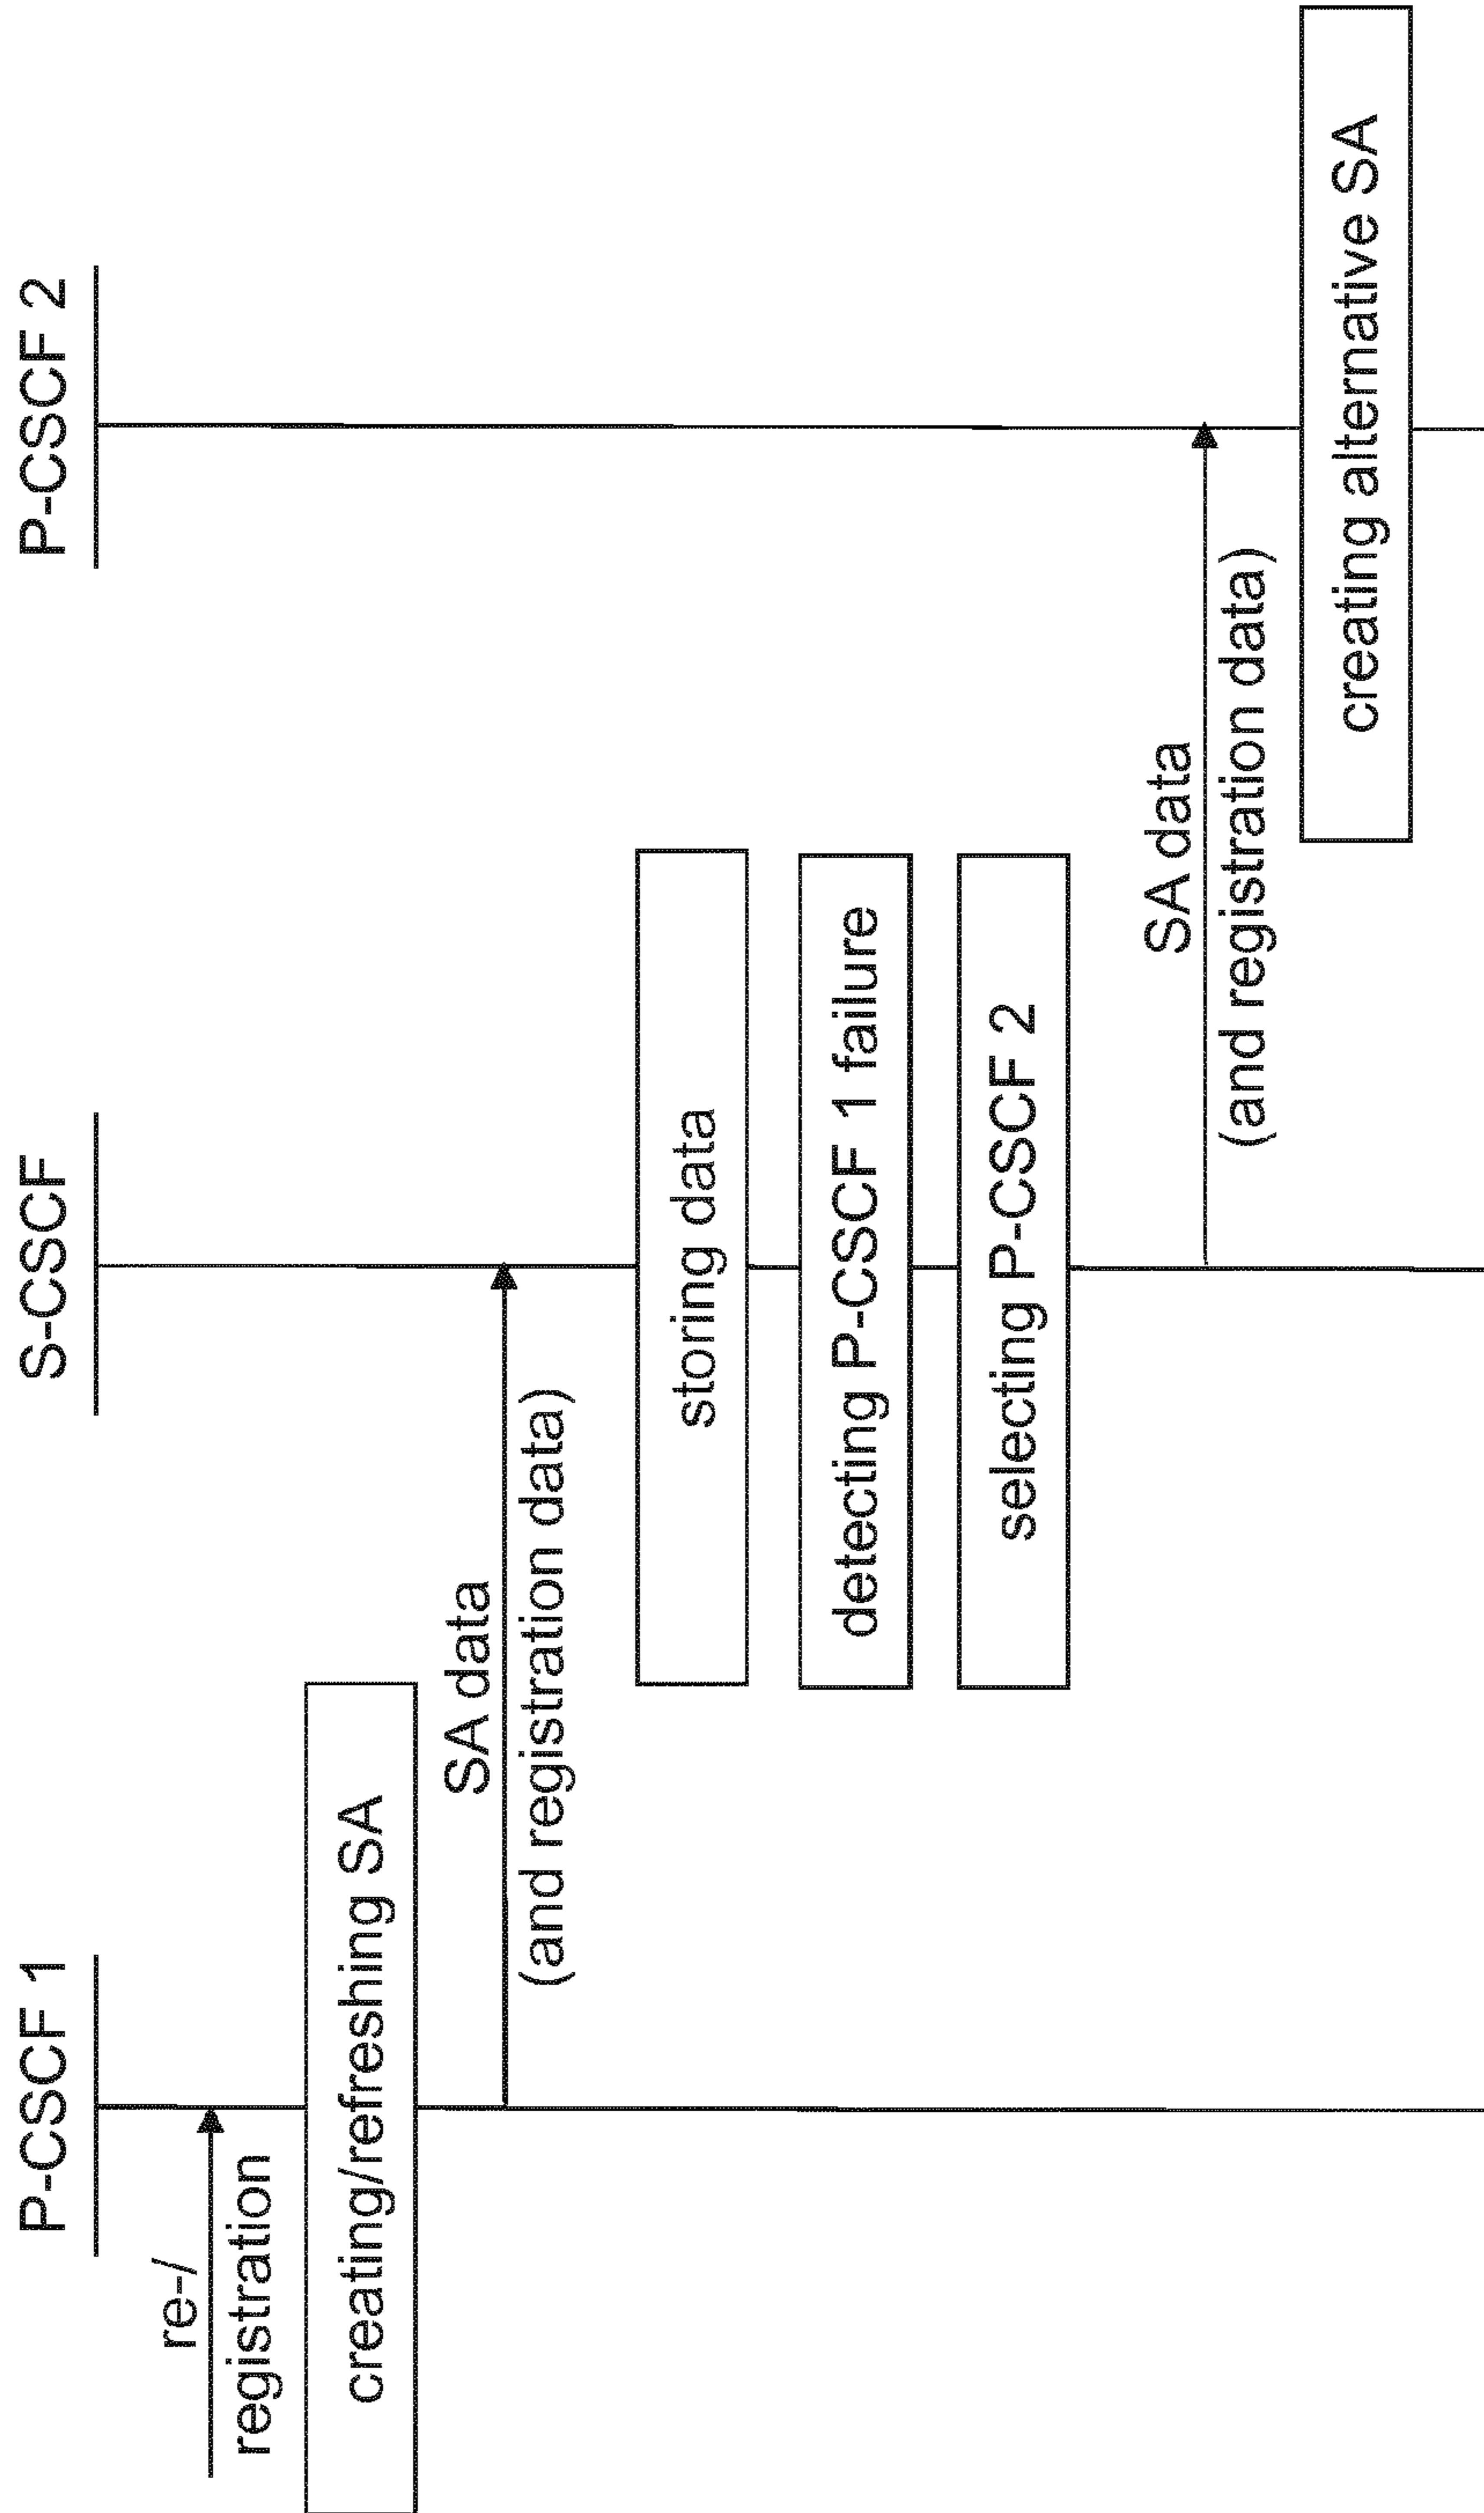 P-CSCF 1
S-CSCF
P-CSCF 2
re-/
registration
creating/refreshing SA
SA data
(and registration data)
storing data
detecting P-CSCF 1 failure
selecting P-CSCF 2
SA data
(and registration data)
creating alternative SA